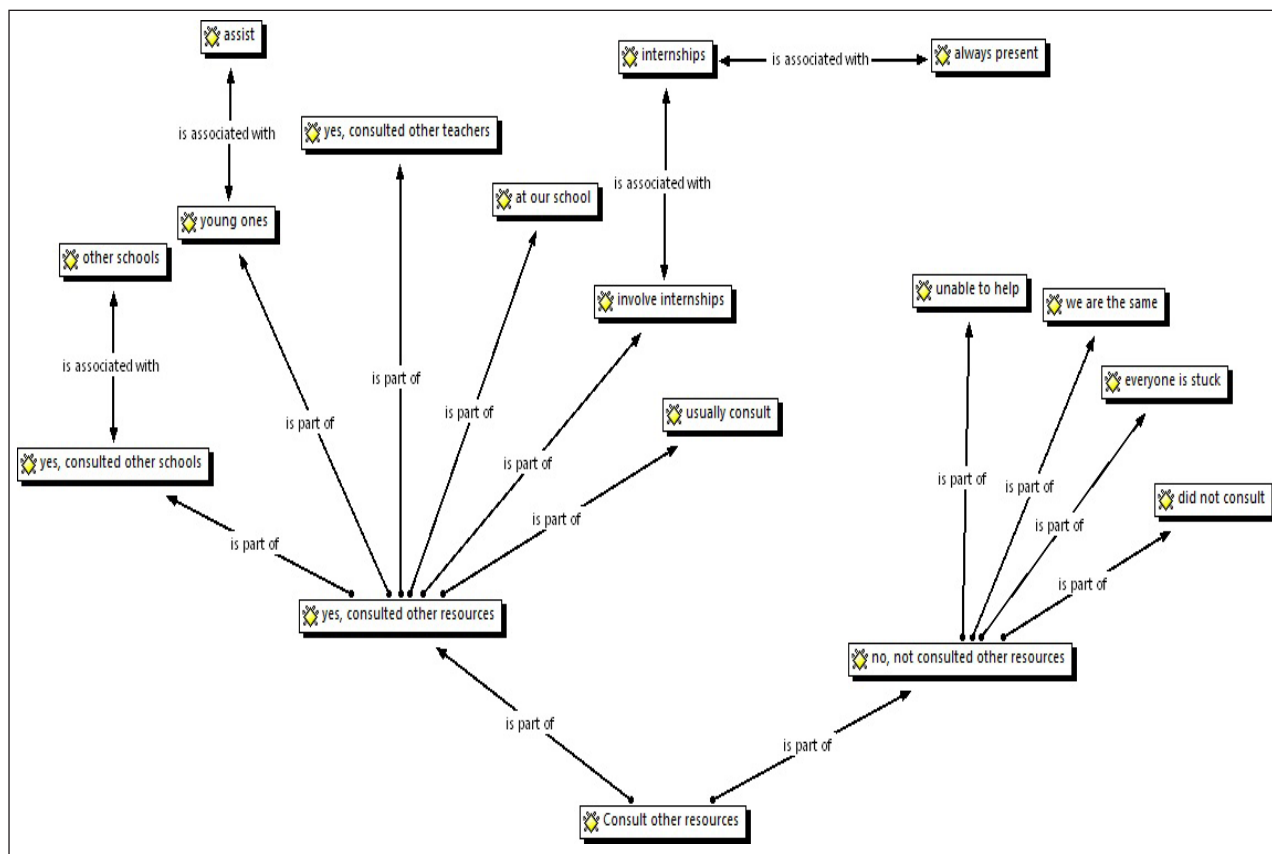 assist
internships
is associated with
always present
yes, consulted other teachers
is associated with
is associated with
at our school
young ones
other schools
unable to help
involve internships
we are the same
is associated with
is part of
everyone is stuck
is part of
usually consult
is part of
is part of
yes, consulted other schools
is part of
is part of
is part of
did not consult
is part of
is part of
is part of
is part of
yes, consulted other resources
no, not consulted other resources
is part of
is part of
Consult other resources